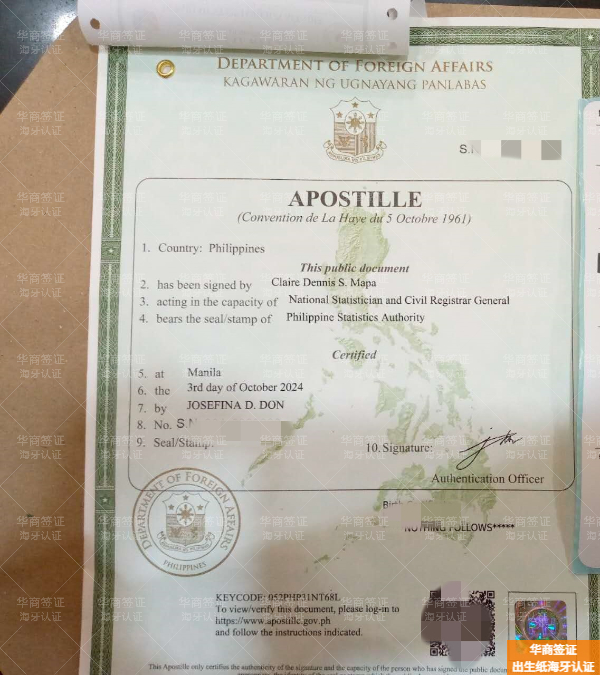 DEPARTMENT OF FOREIGN AFFAIRS
KAGAWARAN NG UGNAYANG PANLABAS
S.
APOSTILLE
(Convention de La Haye du 5 Octobre 1961)
1. Country: Philippines
This public document
2. has been signed by Claire Dennis S. Mapa
3. acting in the capacity of National Statistician and Civil Registrar General
4. bears the seal/stamp of Philippine Statistics Authority
Certified
5. at Manila
6. the 3rd day of October 2024
7. by JOSEFINA D. DON
8. No. S.N
9. Seal/Stamp:
10. Signature:
Authentication Officer
NOTHING FOLLOWS*****
DEPARTMENT OF FOREIGN AFFAIRS
PHILIPPINES
KEYCODE: 052PHP31NT68L
To view/verify this document, please log-in to
https://www.apostille.gov.ph
and follow the instructions indicated.
This Apostille only certifies the authenticity of the signature and the capacity of the person who has signed the public
华商签证
海牙认证
华商签证
出生纸海牙认证